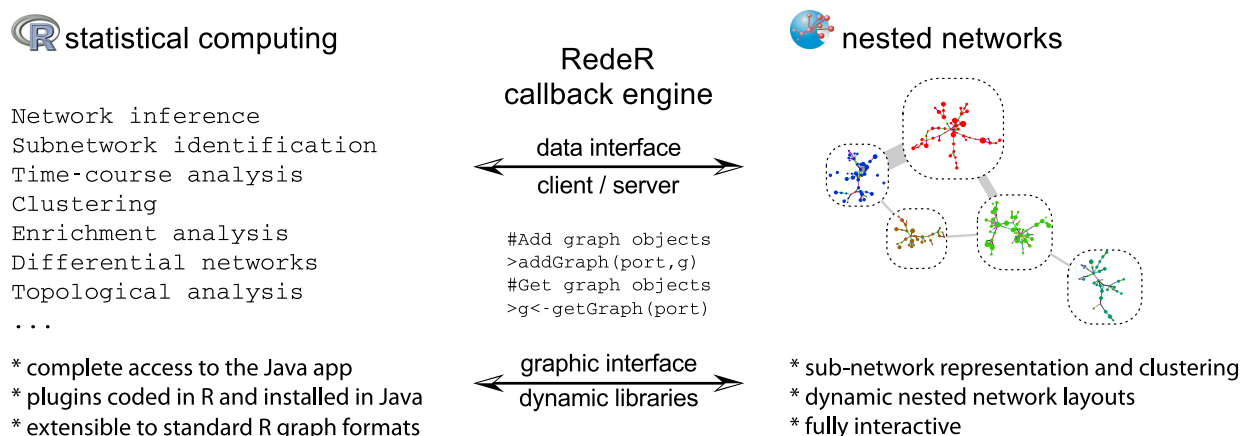 R statistical computing
Network inference
Subnetwork identification
Time-course analysis
Clustering
Enrichment analysis
Differential networks
Topological analysis
...
* complete access to the Java app
* plugins coded in R and installed in Java
* extensible to standard R graph formats
RedeR
callback engine
data interface
client / server
#Add graph objects
>addGraph(port,g)
#Get graph objects
>g<-getGraph(port)
graphic interface
dynamic libraries
nested networks
* sub-network representation and clustering
* dynamic nested network layouts
* fully interactive